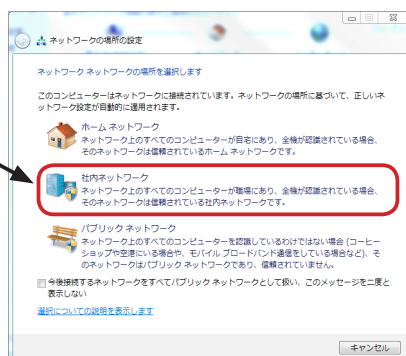 ネットワークの場所の設定
ネットワーク ネットワークの場所を選択します
このコンピューターはネットワークに接続されています。ネットワークの場所に基づいて、正しいネ
ットワーク設定が自動的に適用されます。
ホーム ネットワーク
ネットワーク上のすべてのコンピューターが自宅にあり、全機が認識されている場合、
そのネットワークは信頼されているホーム ネットワークです。
社内ネットワーク
ネットワーク上のすべてのコンピューターが職場にあり、全機が認識されている場合、
そのネットワークは信頼されている社内ネットワークです。
パブリック ネットワーク
ネットワーク上のすべてのコンピューターを認識しているわけではない場合 (コーヒー
ショップや空港にいる場合や、モバイル ブロードバンド通信をしている場合など)、そ
のネットワークはパブリック ネットワークであり、信頼されていません。
今後接続するネットワークをすべてパブリック ネットワークとして扱い、このメッセージを二度と
表示しない
選択についての説明を表示します
キャンセル